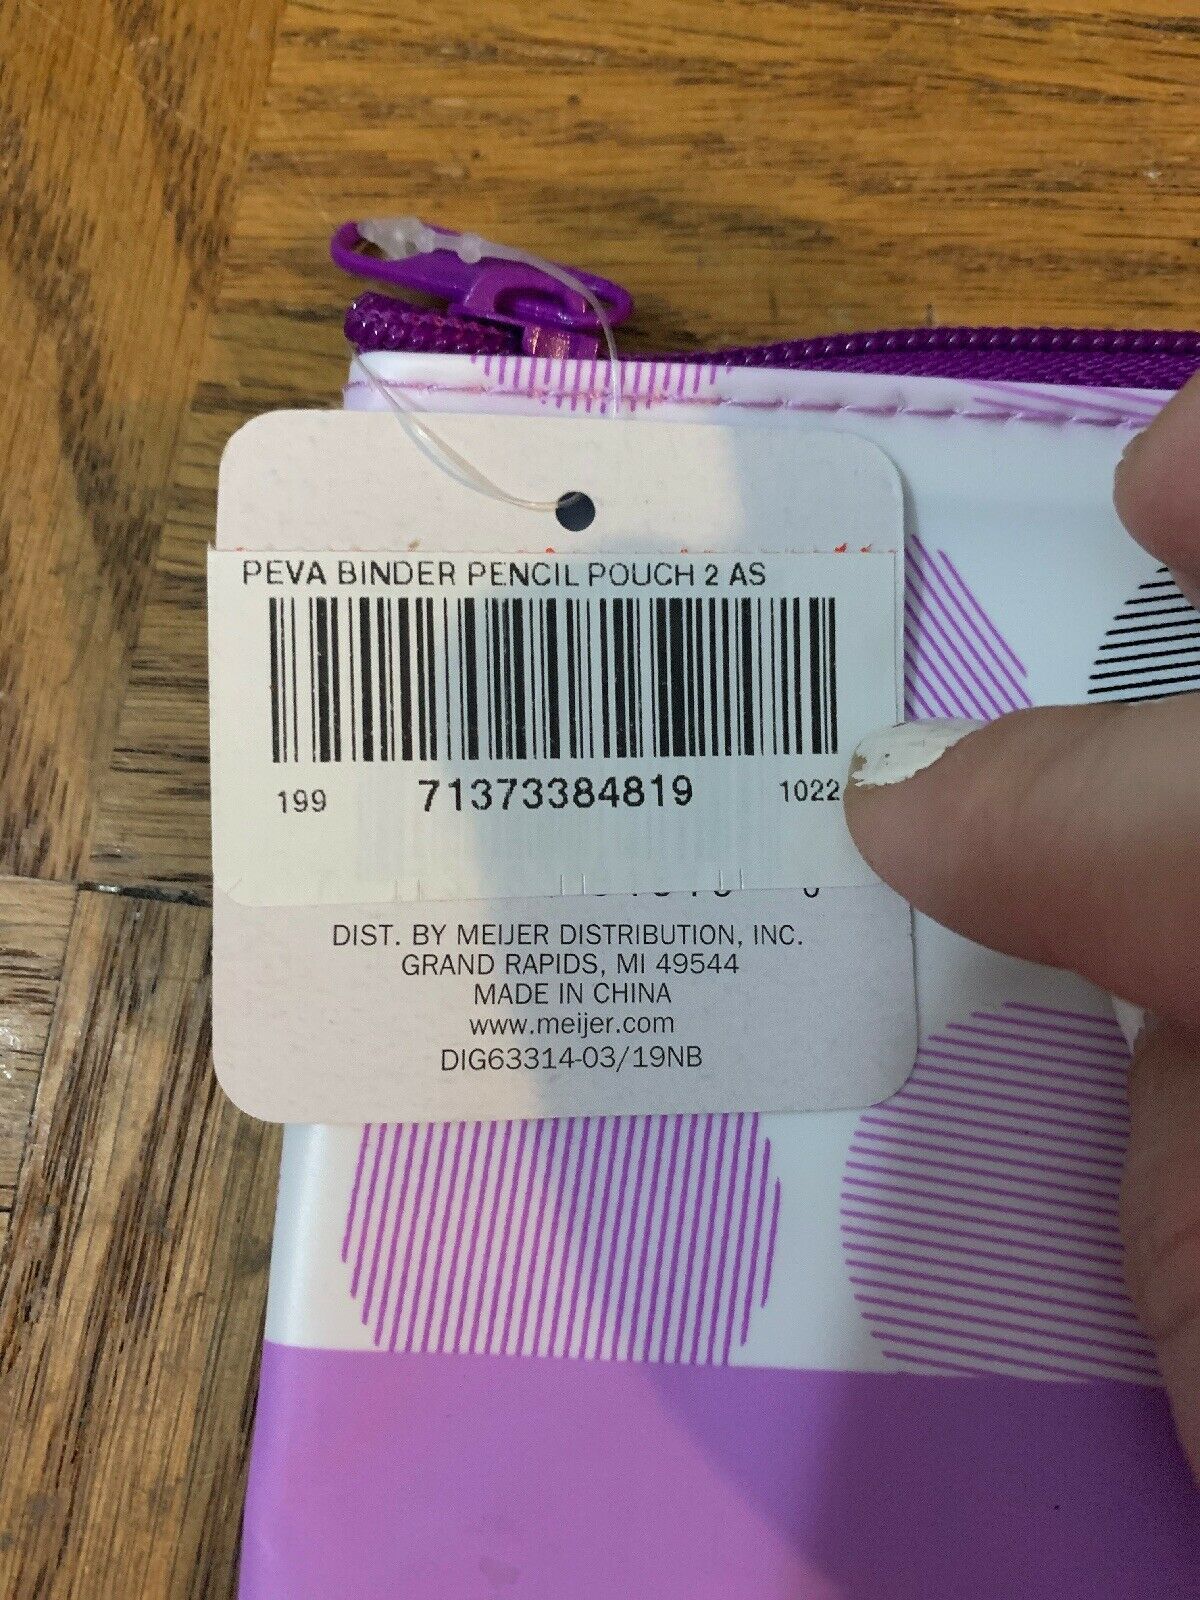 PEVA BINDER PENCIL POUCH 2 AS
199 71373384819 1022
DIST. BY MEIJER DISTRIBUTION, INC.
GRAND RAPIDS, MI 49544
MADE IN CHINA
www.meijer.com
DIG63314-03/19NB